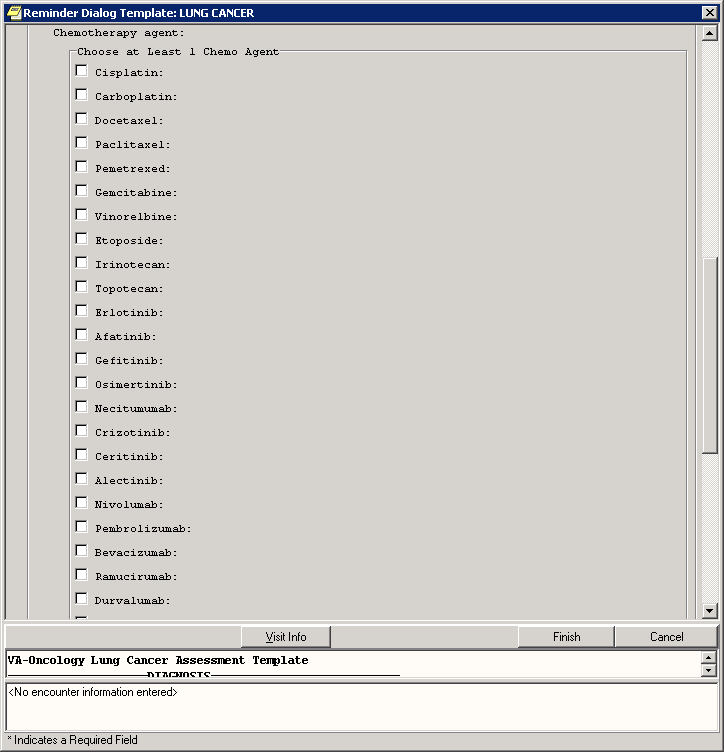 Reminder Dialog Template: LUNG CANCER
Chemotherapy agent:
Choose at Least 1 Chemo Agent
Cisplatin:
Carboplatin:
Docetaxel:
Paclitaxel:
Pemetrexed:
Gemcitabine:
Vinorelbine:
Etoposide:
Irinotecan:
Topotecan:
Erlotinib:
Afatinib:
Gefitinib:
Osimertinib:
Necitumumab:
Crizotinib:
Ceritinib:
Alectinib:
Nivolumab:
Pembrolizumab:
Bevacizumab:
Ramucirumab:
Durvalumab:
Visit Info
Finish
Cancel
VA-Oncology Lung Cancer Assessment Template
DIAGNOSIS
<No encounter information entered>
* Indicates a Required Field